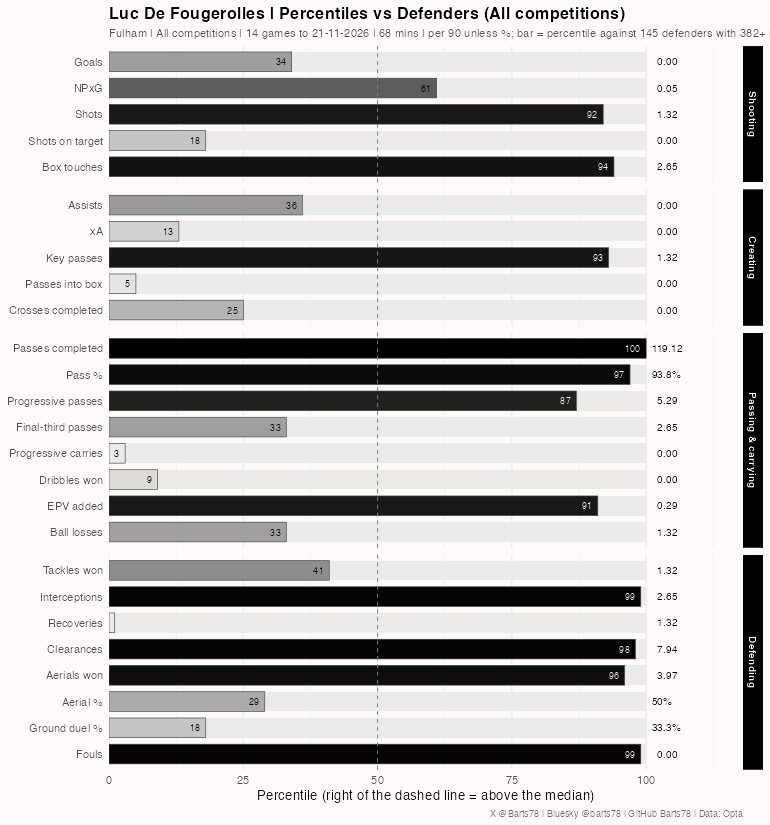 Luc De Fougerolles | Percentiles vs Defenders (All competitions)
Fulham | All competitions | 14 games to 21-11-2026 | 68 mins | per 90 unless %; bar = percentile against 145 defenders with 382+
Goals 34 0.00
NPxG 61 0.05
Shots 92 1.32
Shots on target 18 0.00
Box touches 94 2.65
Shooting
Assists 36 0.00
xA 13 0.00
Key passes 93 1.32
Passes into box 5 0.00
Crosses completed 25 0.00
Creating
Passes completed 100 119.12
Pass % 97 93.8%
Progressive passes 87 5.29
Final-third passes 33 2.65
Progressive carries 3 0.00
Dribbles won 9 0.00
EPV added 91 0.29
Ball losses 33 1.32
Passing & carrying
Tackles won 41 1.32
Interceptions 99 2.65
Recoveries 1.32
Clearances 98 7.94
Aerials won 96 3.97
Aerial % 29 50%
Ground duel % 18 33.3%
Fouls 99 0.00
Defending
0 25 50 75 100
Percentile (right of the dashed line = above the median)
X @Barts78 | Bluesky @barts78 | GitHub Barts78 | Data: Opta